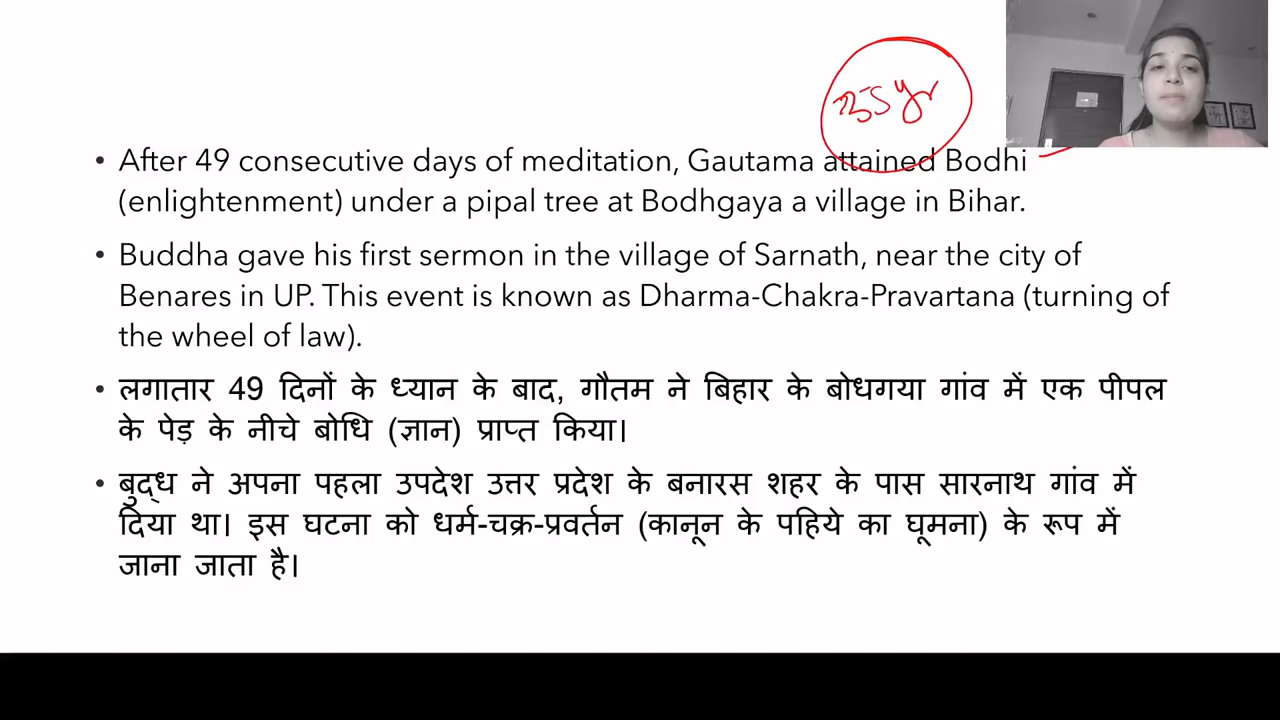 35 yr
• After 49 consecutive days of meditation, Gautama attained Bodhi
(enlightenment) under a pipal tree at Bodhgaya a village in Bihar.
• Buddha gave his first sermon in the village of Sarnath, near the city of
Benares in UP. This event is known as Dharma-Chakra-Pravartana (turning of
the wheel of law).
• लगातार 49 दिनों के ध्यान के बाद, गौतम ने बिहार के बोधगया गांव में एक पीपल
के पेड़ के नीचे बोधि (ज्ञान) प्राप्त किया।
• बुद्ध ने अपना पहला उपदेश उत्तर प्रदेश के बनारस शहर के पास सारनाथ गांव में
दिया था। इस घटना को धर्म-चक्र-प्रवर्तन (कानून के पहिये का घूमना) के रूप में
जाना जाता है।